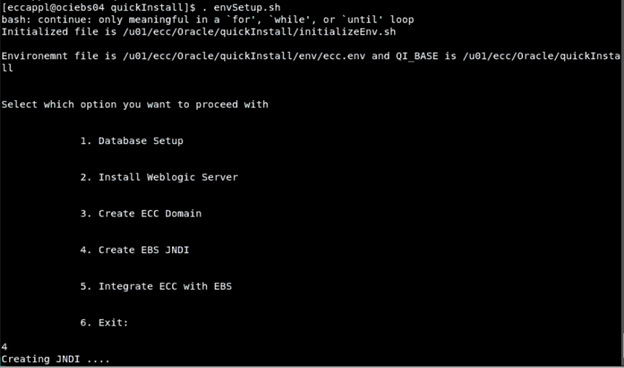 [eccappl@ociebs04 quickInstall]$ . envSetup.sh
bash: continue: only meaningful in a `for', `while', or `until' loop
Initialized file is /u01/ecc/Oracle/quickInstall/initializeEnv.sh
Environemnt file is /u01/ecc/Oracle/quickInstall/env/ecc.env and QI_BASE is /u01/ecc/Oracle/quickInsta
ll
Select which option you want to proceed with
1. Database Setup
2. Install Weblogic Server
3. Create ECC Domain
4. Create EBS JNDI
5. Integrate ECC with EBS
6. Exit:
4
Creating JNDI ....